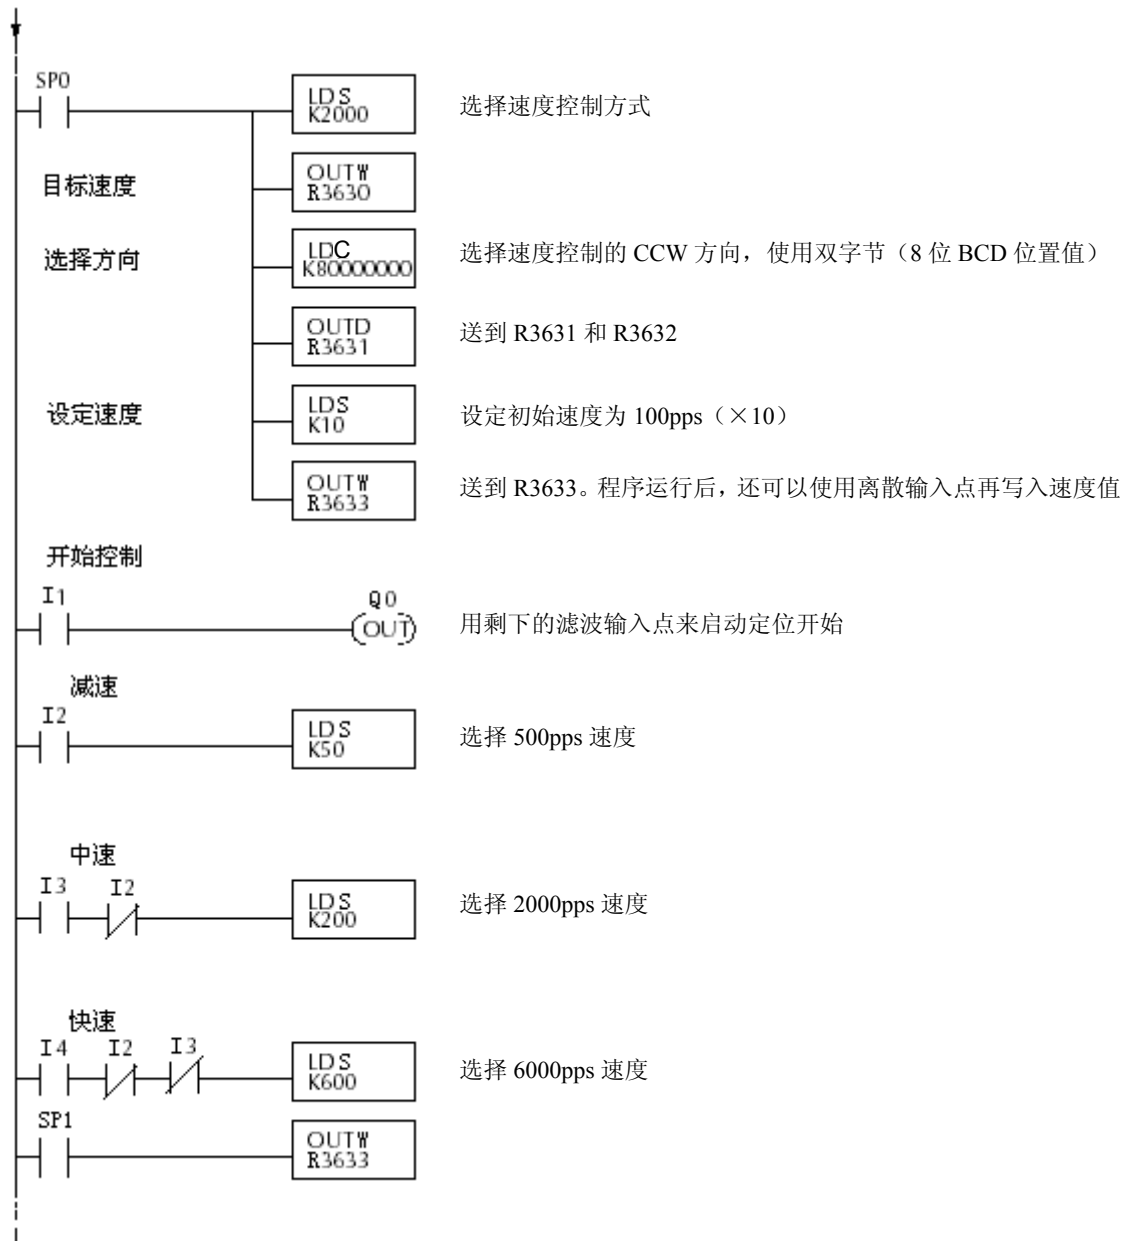 SP0
LDS
K2000
选择速度控制方式
目标速度
OUTW
R3630
选择方向
LDC
K80000000
选择速度控制的 CCW 方向，使用双字节（8 位 BCD 位置值）
OUTD
R3631
送到 R3631 和 R3632
设定速度
LDS
K10
设定初始速度为 100pps（×10）
OUTW
R3633
送到 R3633。程序运行后，还可以使用离散输入点再写入速度值
开始控制
I1
Q0
OUT
用剩下的滤波输入点来启动定位开始
减速
I2
LDS
K50
选择 500pps 速度
中速
I3 I2
LDS
K200
选择 2000pps 速度
快速
I4 I2 I3
LDS
K600
选择 6000pps 速度
SP1
OUTW
R3633